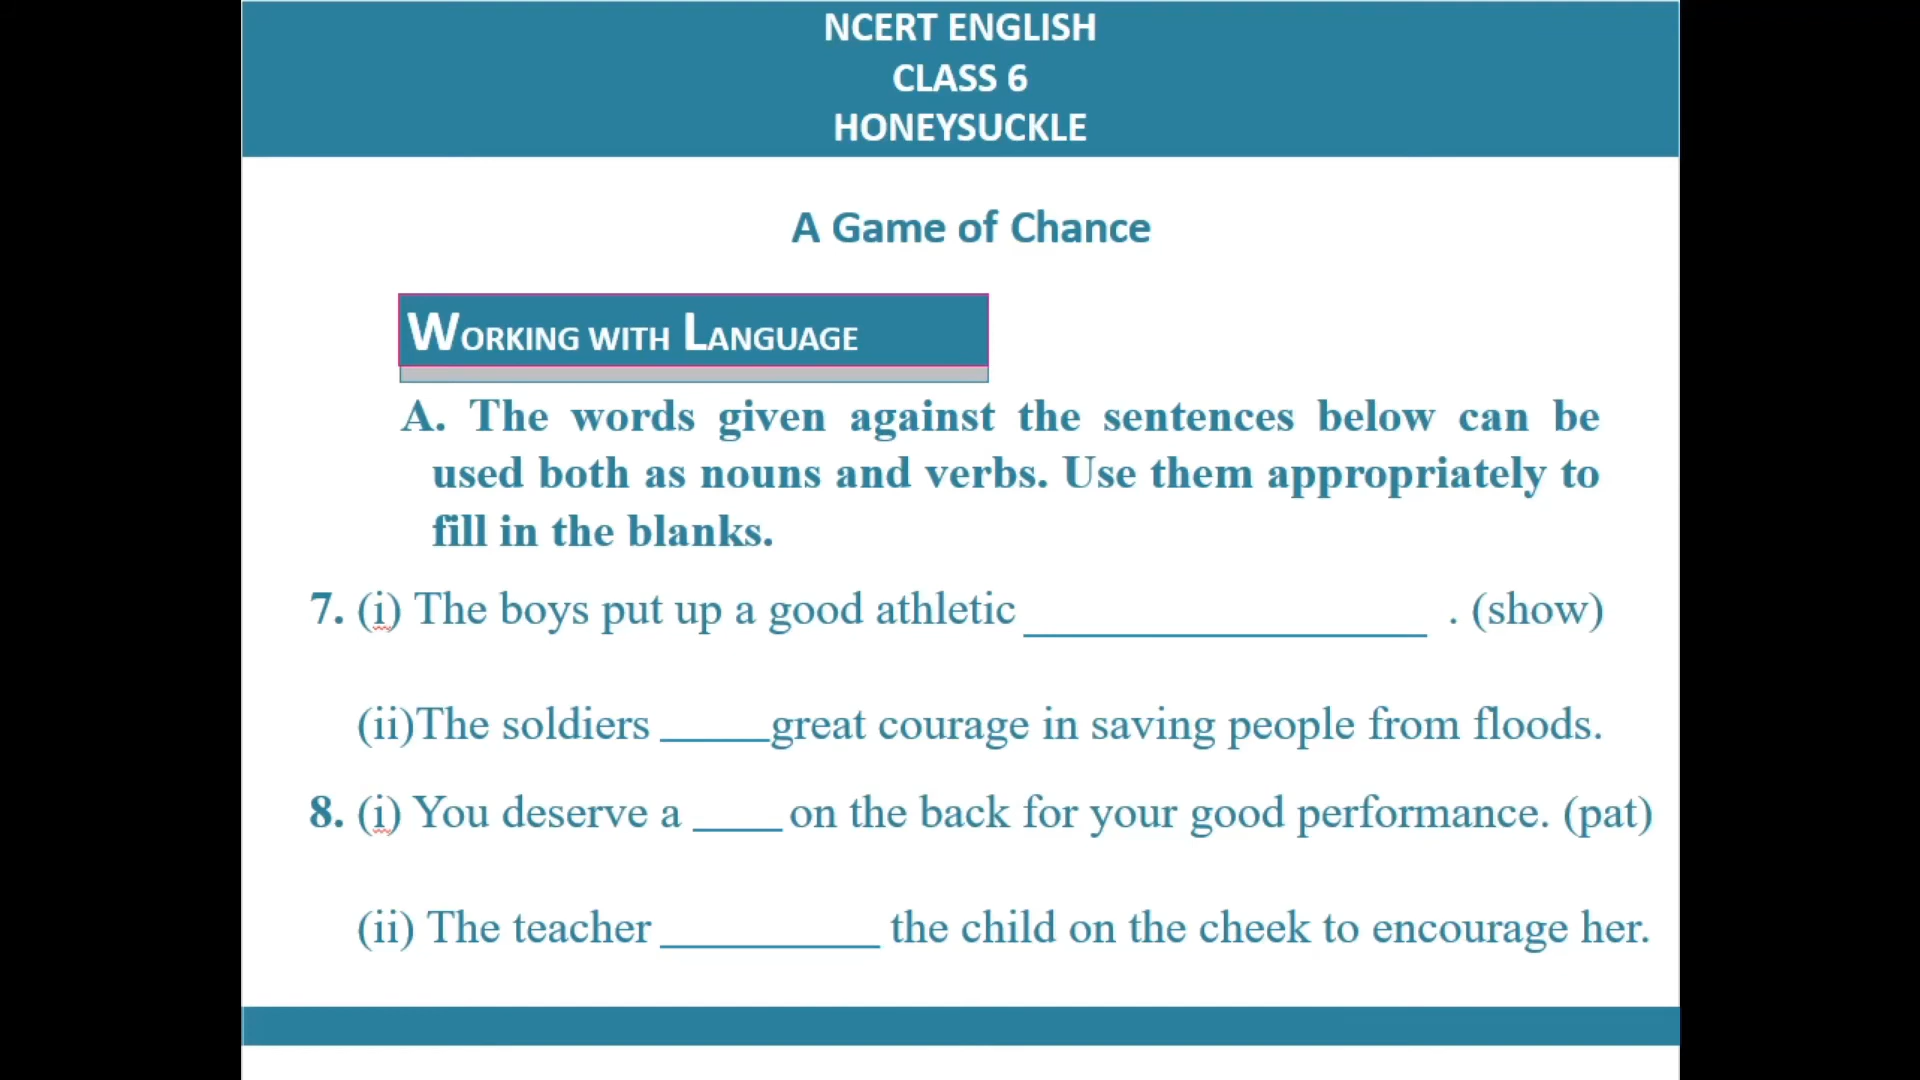 NCERT ENGLISH
CLASS 6
HONEYSUCKLE
A Game of Chance
WORKING WITH LANGUAGE
A. The words given against the sentences below can be
used both as nouns and verbs. Use them appropriately to
fill in the blanks.
7. (i) The boys put up a good athletic ________________ . (show)
(ii)The soldiers _____great courage in saving people from floods.
8. (i) You deserve a ____ on the back for your good performance. (pat)
(ii) The teacher _________ the child on the cheek to encourage her.